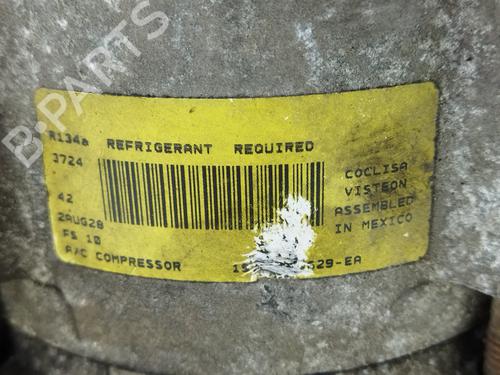 B-PARTS
R134a REFRIGERANT REQUIRED
3724
42
2AUG28
FS 10
A/C COMPRESSOR
COCLISA
VISTEON
ASSEMBLED
IN MEXICO